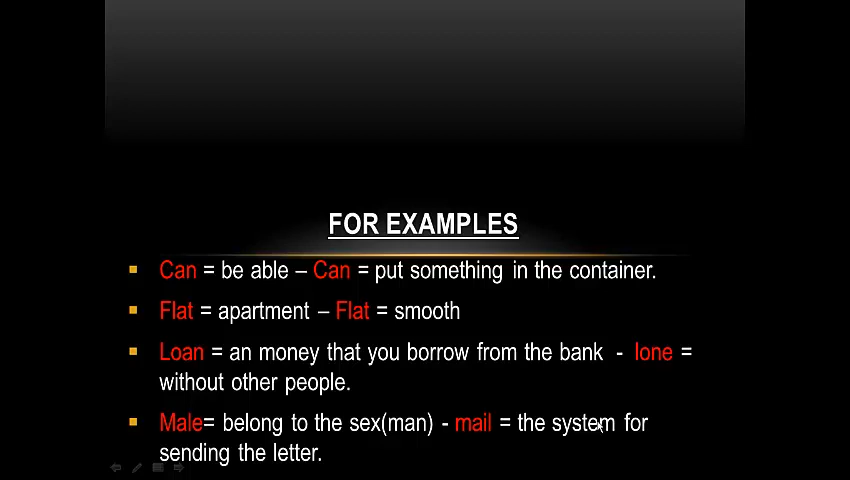 FOR EXAMPLES
Can = be able – Can = put something in the container.
Flat = apartment – Flat = smooth
Loan = an money that you borrow from the bank - lone =
without other people.
Male= belong to the sex(man) - mail = the system for
sending the letter.